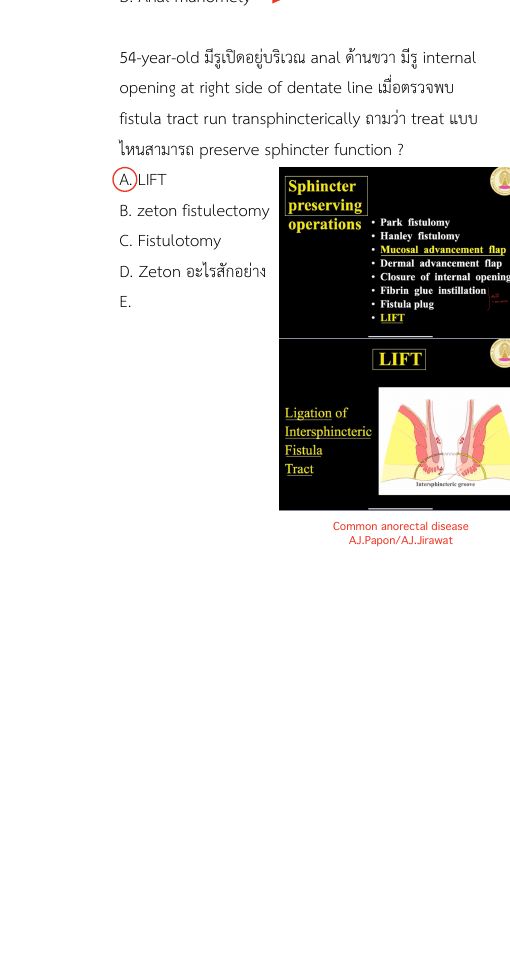 D. Anal manometry
54-year-old มีรูเปิดอยู่บริเวณ anal ด้านขวา มีรู internal
opening at right side of dentate line เมื่อตรวจพบ
fistula tract run transphincterically ถามว่า treat แบบ
ไหนสามารถ preserve sphincter function ?
A. LIFT
B. zeton fistulectomy
C. Fistulotomy
D. Zeton อะไรสักอย่าง
E.
Sphincter
preserving
operations
• Park fistulomy
• Hanley fistulomy
• Mucosal advancement flap
• Dermal advancement flap
• Closure of internal opening
• Fibrin glue instillation
• Fistula plug
• LIFT
LIFT
Ligation of
Intersphincteric
Fistula
Tract
Intersphincteric groove
Common anorectal disease
AJ.Papon/AJ.Jirawat